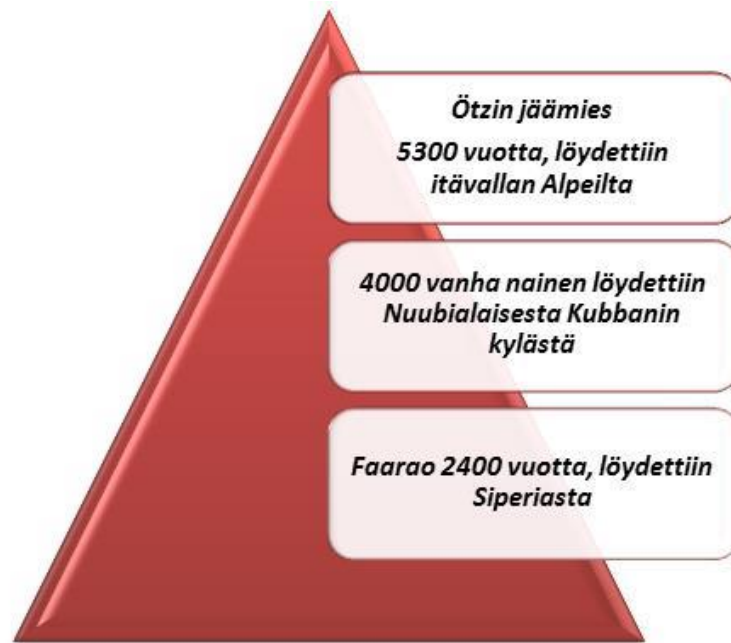 Ötzin jäämies
5300 vuotta, löydettiin
itävallan Alpeilta
4000 vanha nainen löydettiin
Nuubialaisesta Kubbanin
kylästä
Faarao 2400 vuotta, löydettiin
Siperiasta